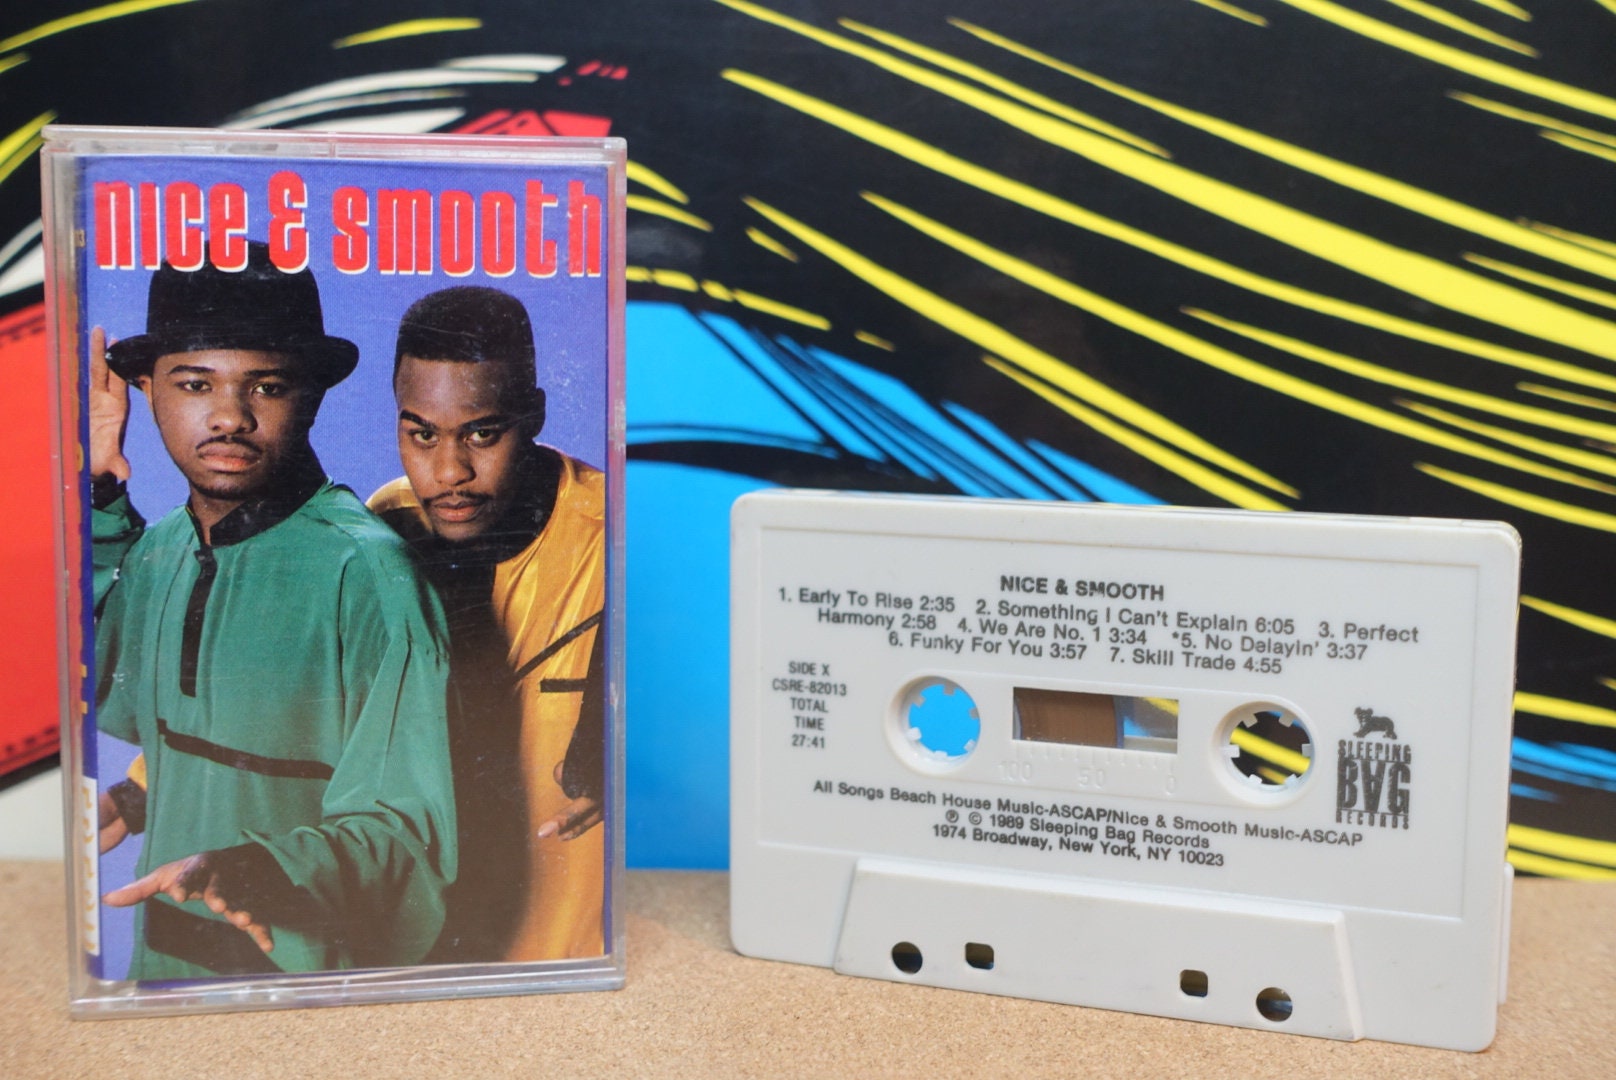 nice & smooth
NICE & SMOOTH
1. Early To Rise 2:35 2. Something I Can't Explain 6:05 3. Perfect
Harmony 2:58 4. We Are No. 1 3:34 *5. No Delayin' 3:37
6. Funky For You 3:57 7. Skill Trade 4:55
SIDE X
CSRE-82013
TOTAL
TIME
27:41
100 50 0
SLEEPING
BAG
RECORDS
All Songs Beach House Music-ASCAP/Nice & Smooth Music-ASCAP
℗ © 1989 Sleeping Bag Records
1974 Broadway, New York, NY 10023